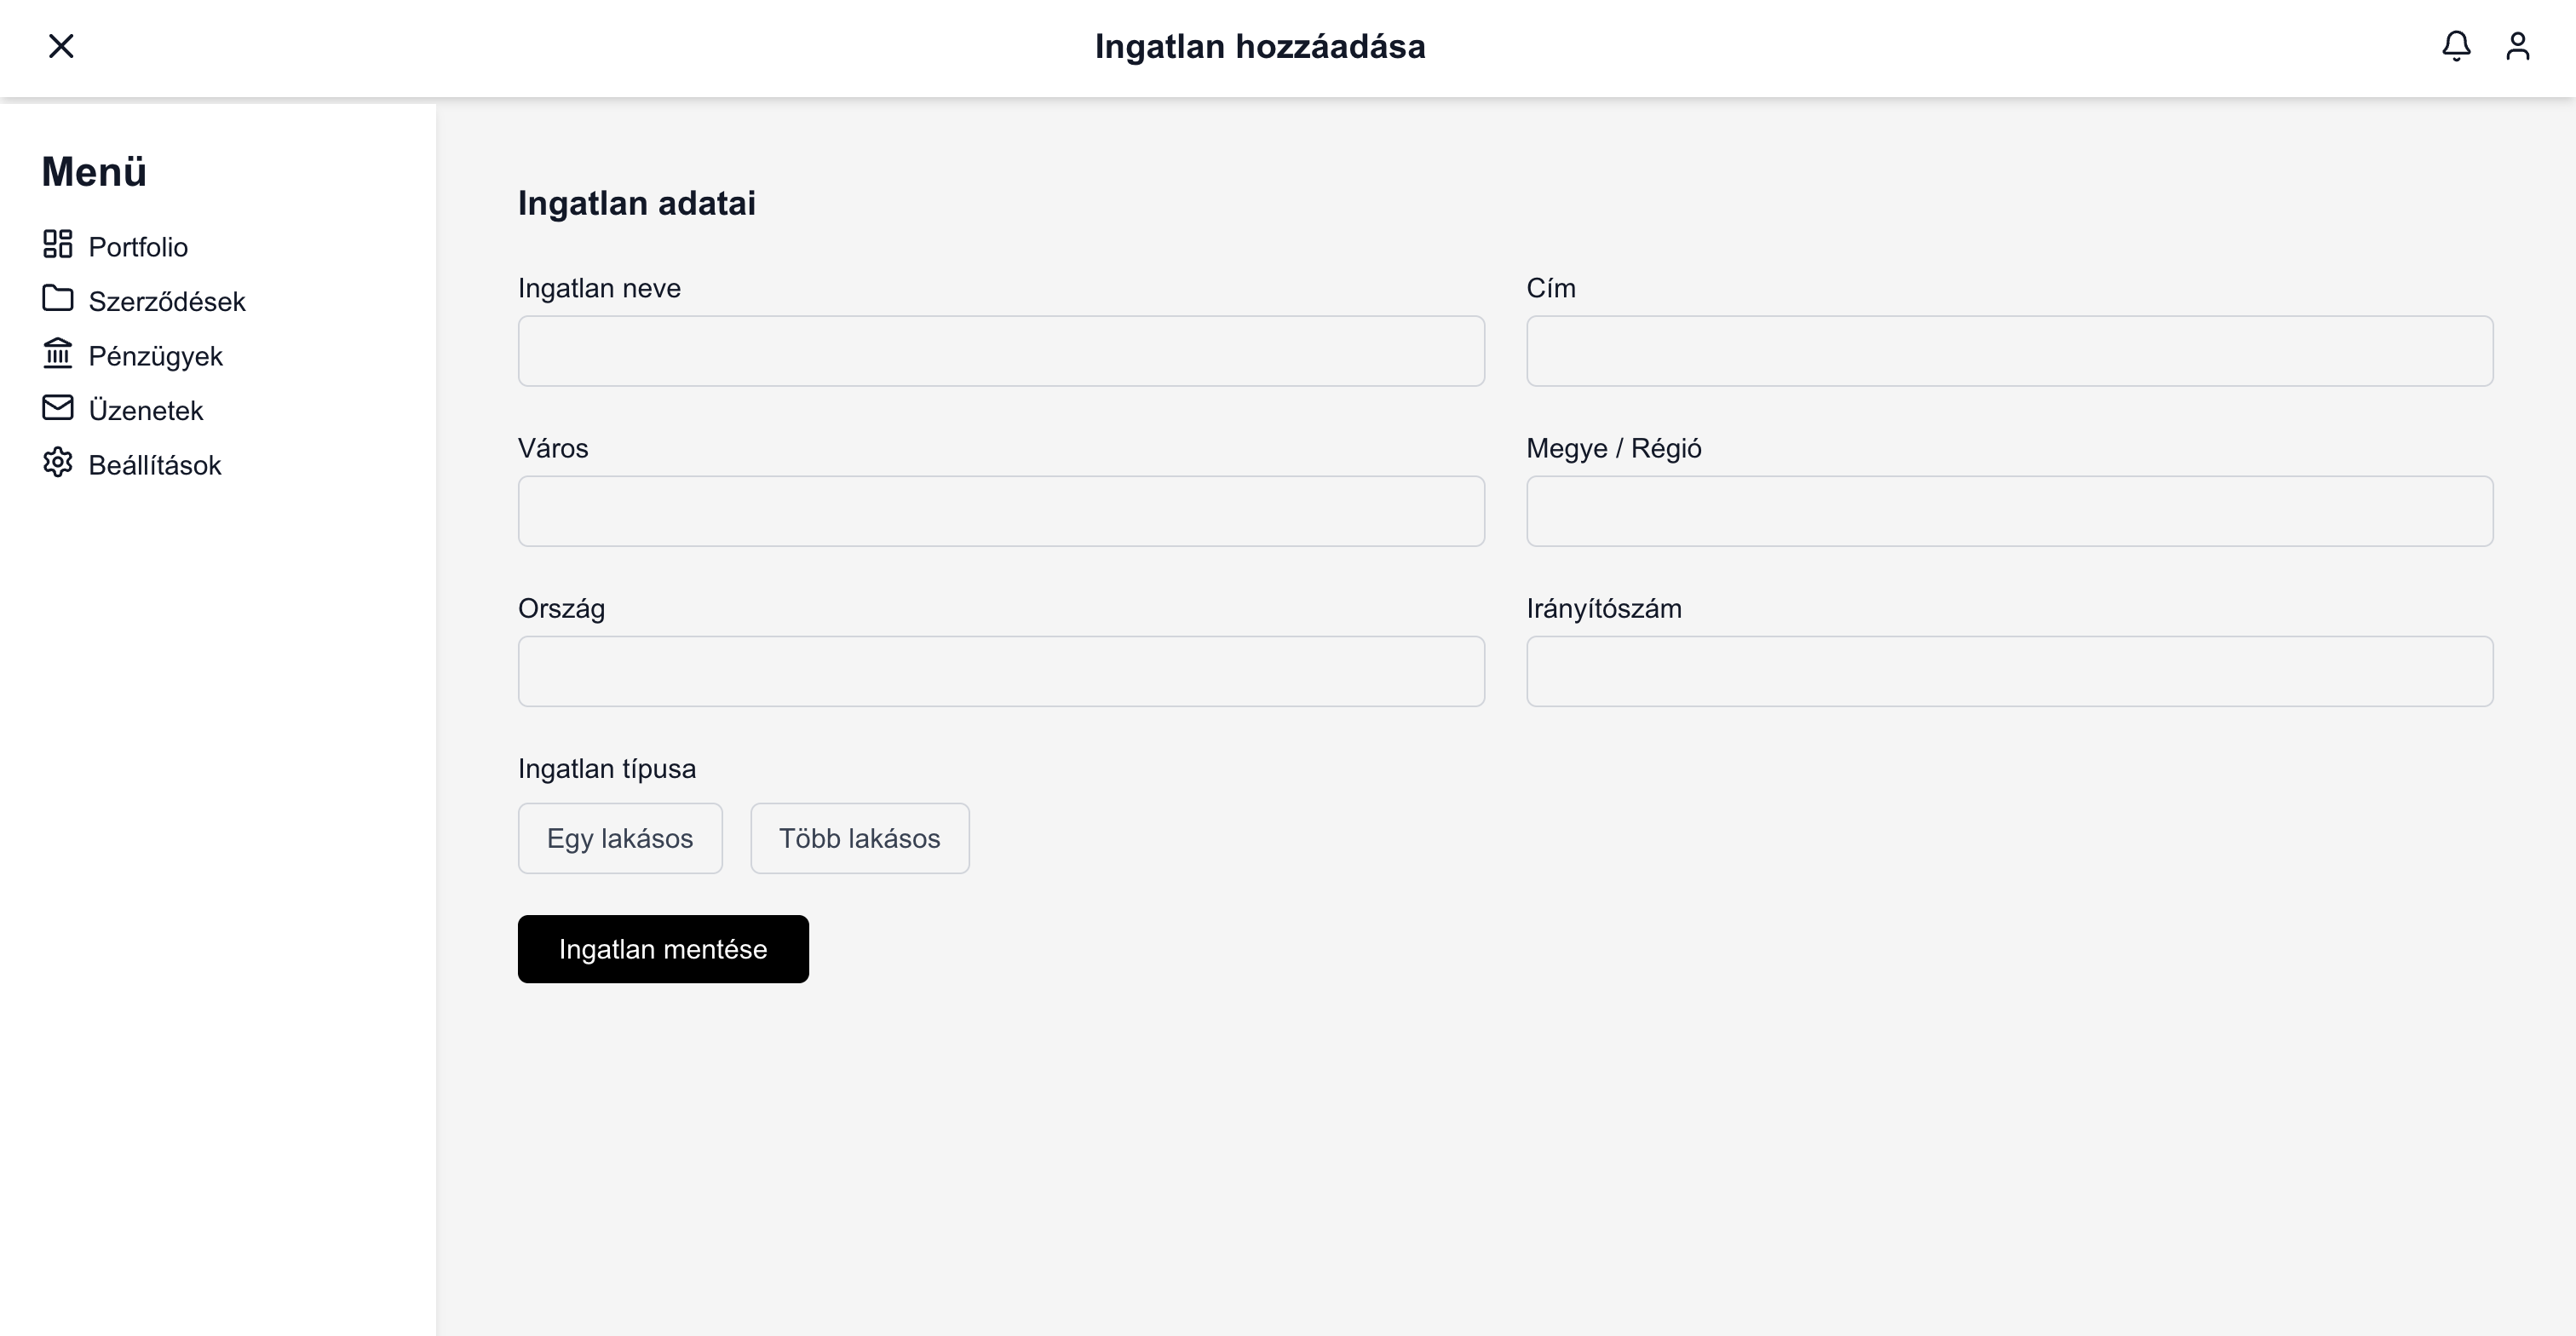 Ingatlan hozzáadása
Menü
Portfolio
Szerződések
Pénzügyek
Üzenetek
Beállítások
Ingatlan adatai
Ingatlan neve
Cím
Város
Megye / Régió
Ország
Irányítószám
Ingatlan típusa
Egy lakásos
Több lakásos
Ingatlan mentése